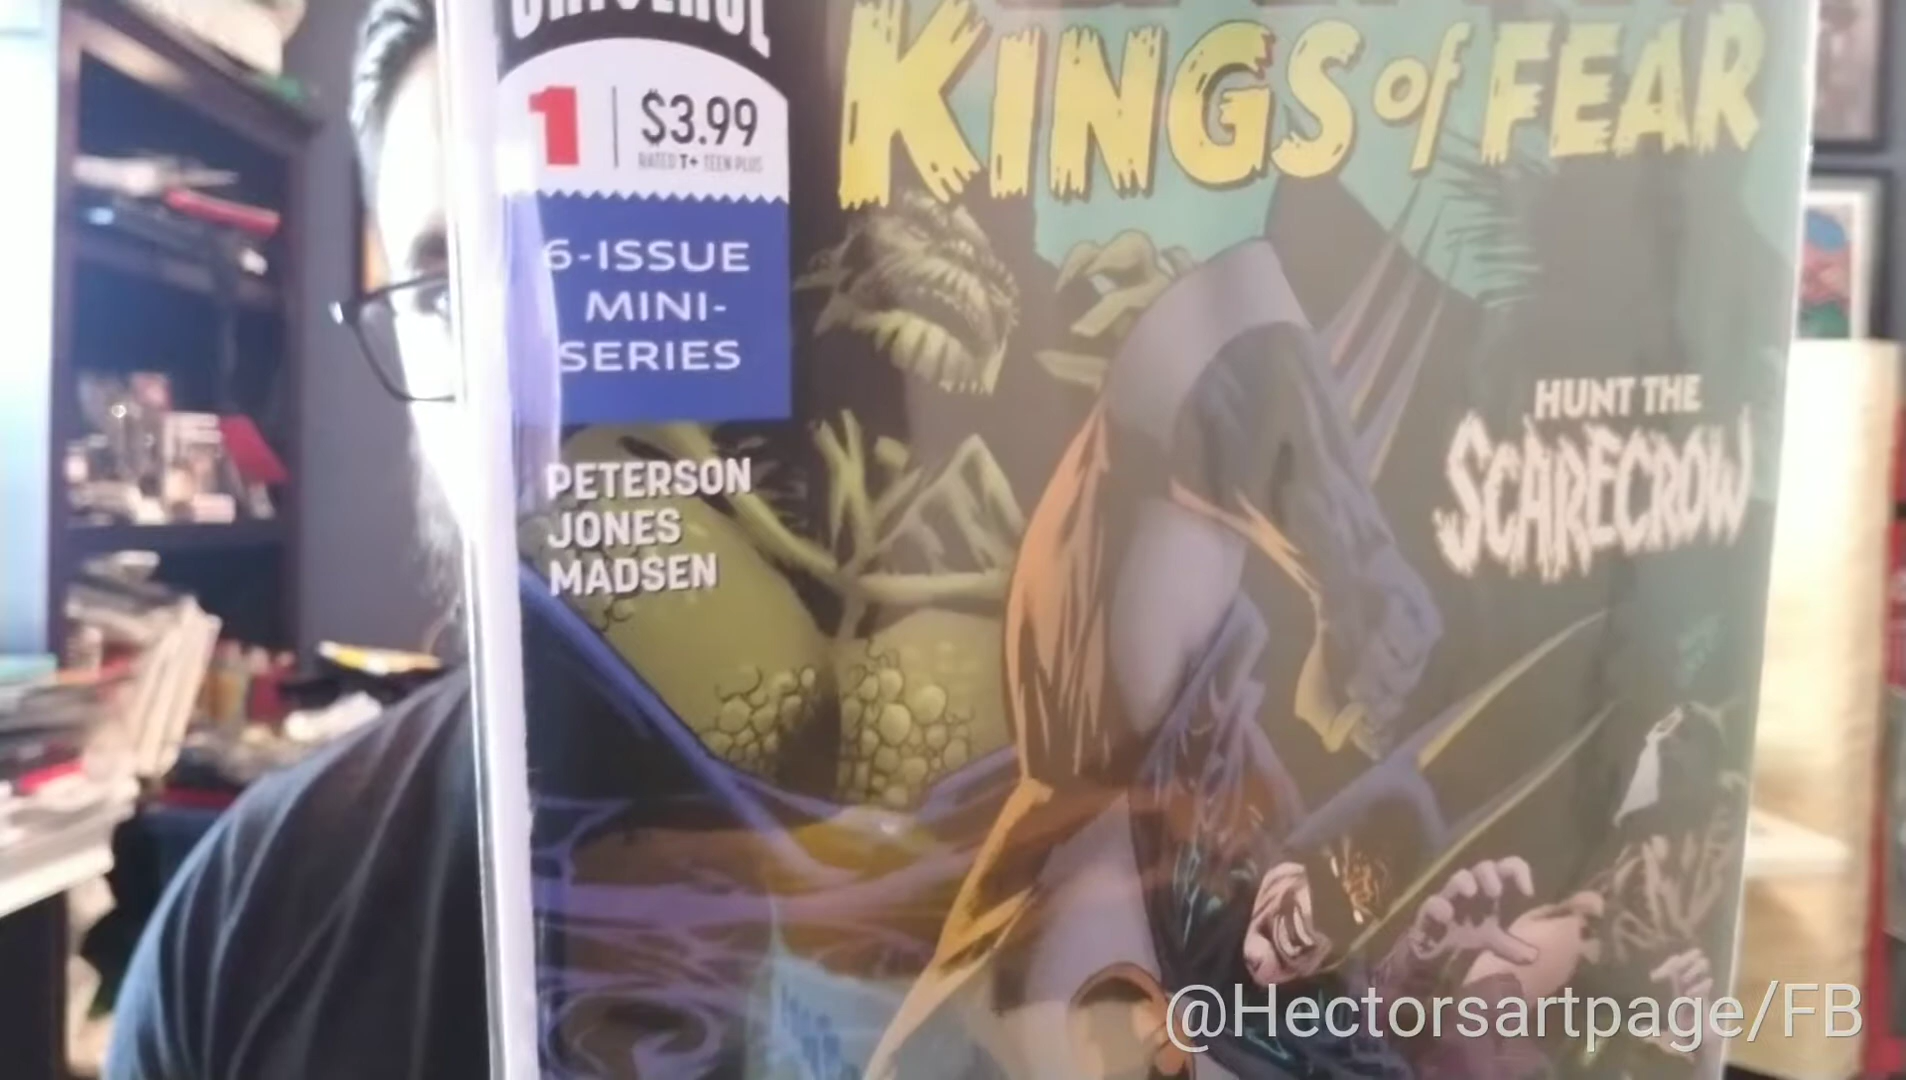 UNIVERSE
KINGS of FEAR
1 $3.99
RATED T+ TEEN PLUS
6-ISSUE
MINI-
SERIES
HUNT THE
SCARECROW
PETERSON
JONES
MADSEN
@Hectorsartpage/FB